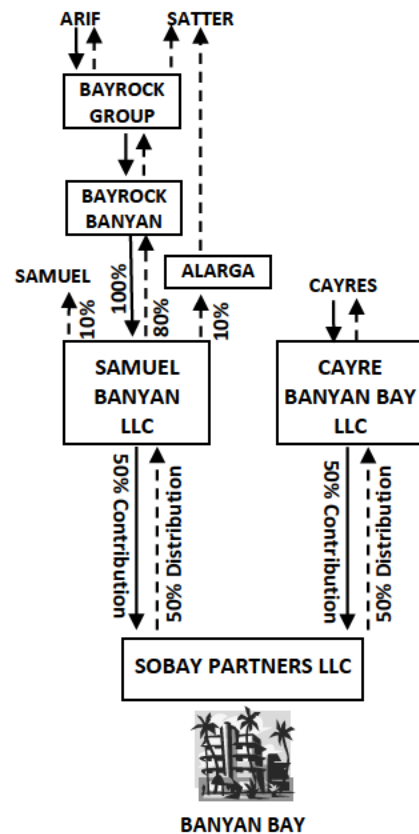 ARIF
SATTER
BAYROCK
GROUP
BAYROCK
BANYAN
SAMUEL
10%
100%
80%
ALARGA
10%
CAYRES
SAMUEL
BANYAN
LLC
CAYRE
BANYAN BAY
LLC
50% Contribution
50% Distribution
50% Contribution
50% Distribution
SOBAY PARTNERS LLC
BANYAN BAY